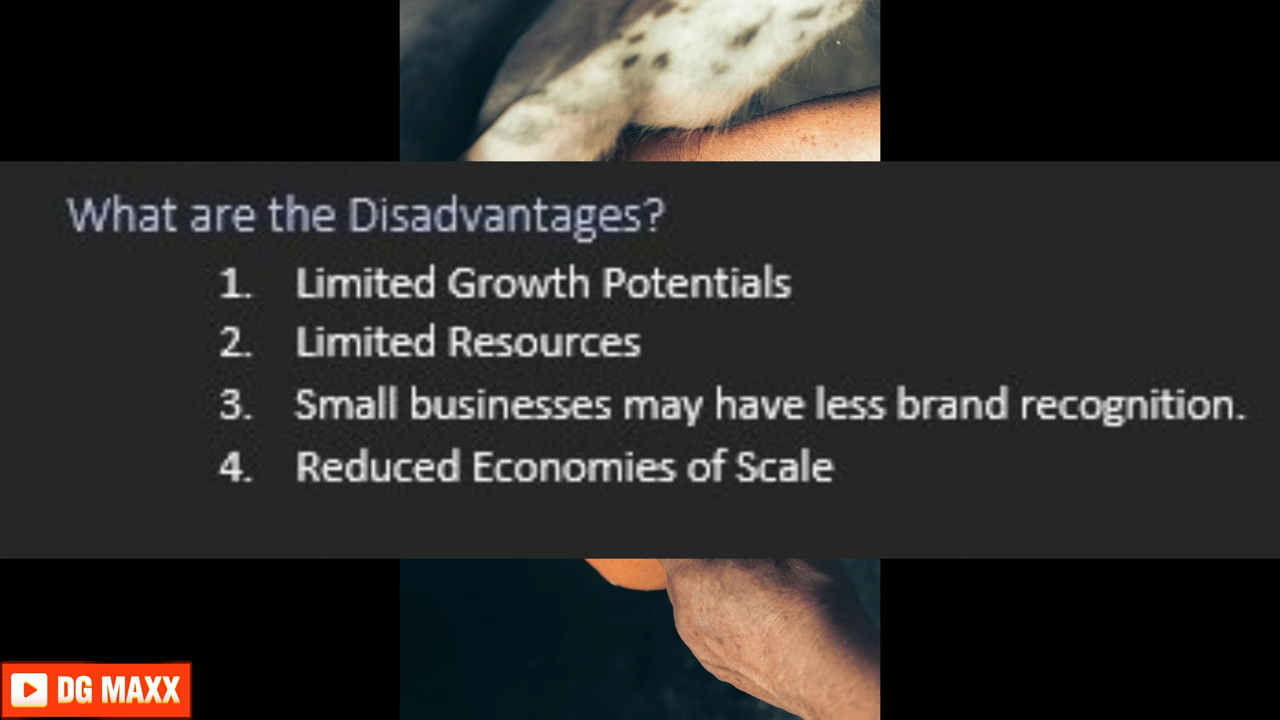 What are the Disadvantages?
1. Limited Growth Potentials
2. Limited Resources
3. Small businesses may have less brand recognition.
4. Reduced Economies of Scale
DG MAXX